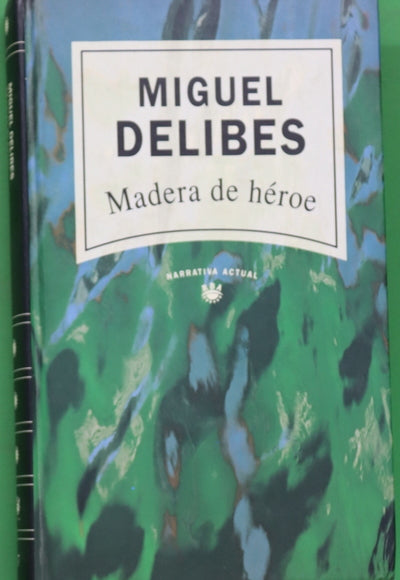 MIGUEL
DELIBES
Madera de héroe
NARRATIVA ACTUAL
MIGUEL DELIBES